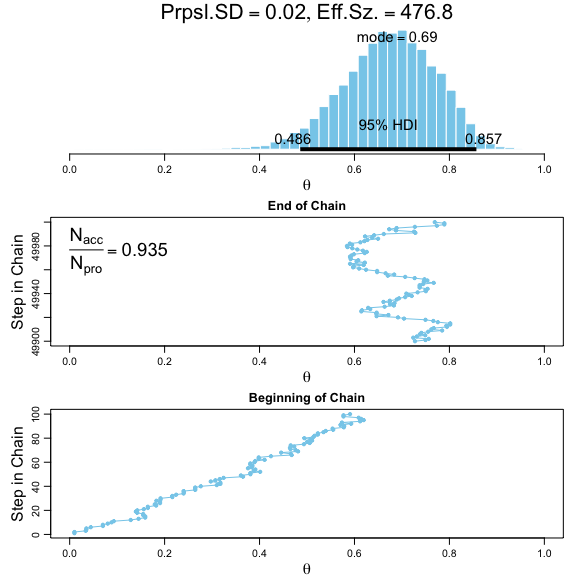 Prpsl.SD = 0.02, Eff.Sz. = 476.8
mode = 0.69
95% HDI
0.486 0.857
0.0 0.2 0.4 0.6 0.8 1.0
θ
End of Chain
Step in Chain
49900 49940 49980
Nacc
Npro
= 0.935
0.0 0.2 0.4 0.6 0.8 1.0
θ
Beginning of Chain
Step in Chain
0 20 40 60 80 100
0.0 0.2 0.4 0.6 0.8 1.0
θ